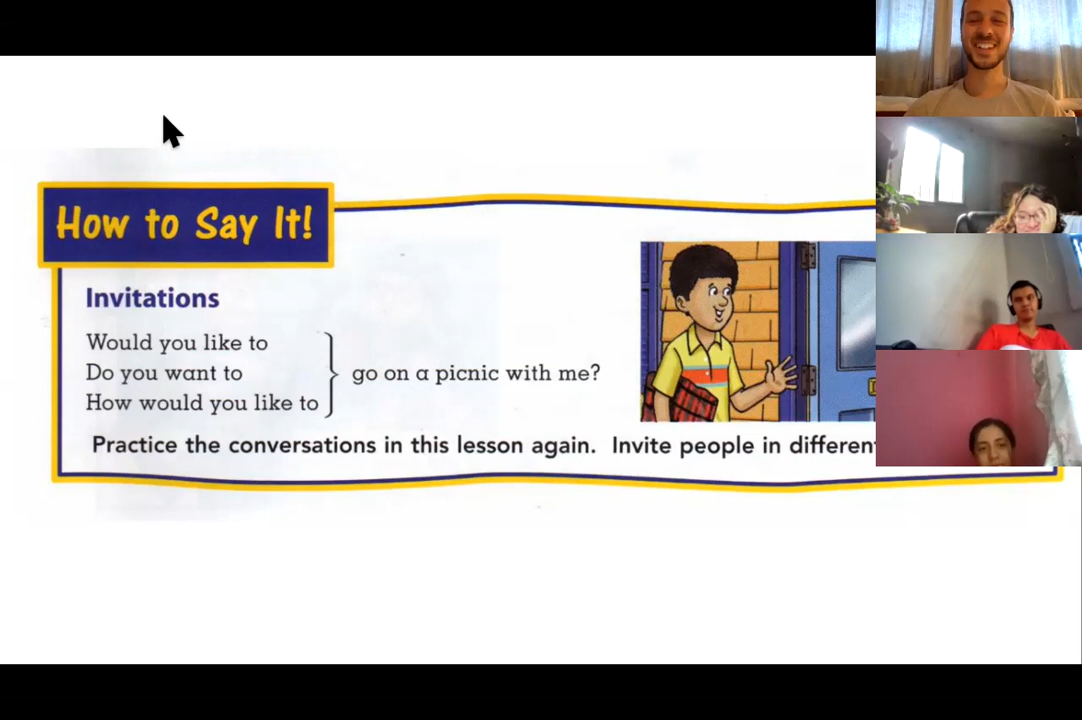 How to Say It!
Invitations
Would you like to
Do you want to
How would you like to
go on a picnic with me?
Practice the conversations in this lesson again. Invite people in